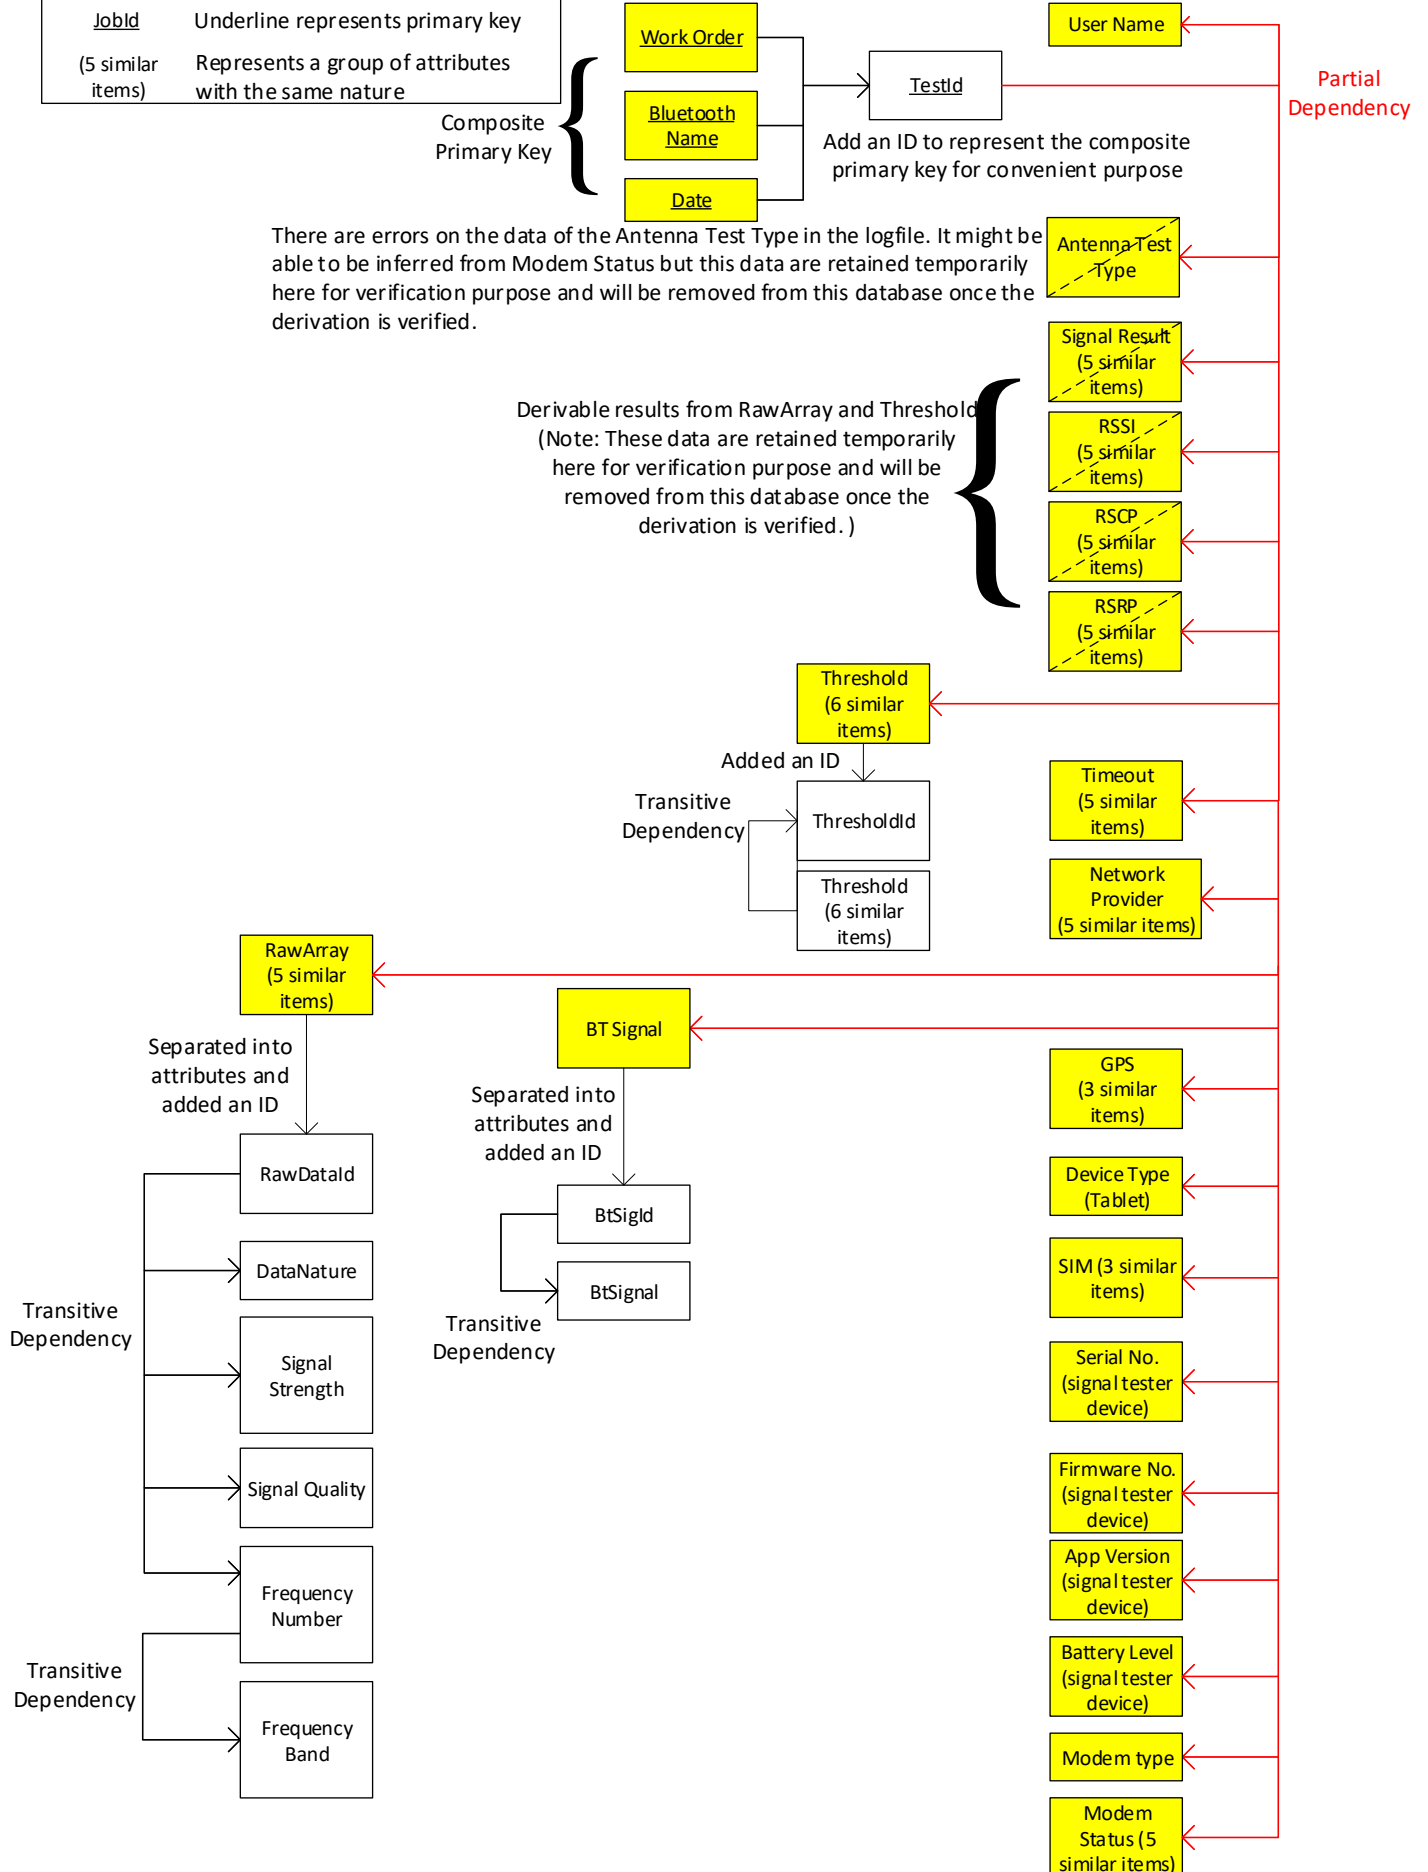 JobId Underline represents primary key
(5 similar
items)
Represents a group of attributes
with the same nature
Work Order
Bluetooth
Name
Date
Composite
Primary Key
TestId
Add an ID to represent the composite
primary key for convenient purpose
User Name
Partial
Dependency
There are errors on the data of the Antenna Test Type in the logfile. It might be
able to be inferred from Modem Status but this data are retained temporarily
here for verification purpose and will be removed from this database once the
derivation is verified.
Antenna Test
Type
Signal Result
(5 similar
items)
RSSI
(5 similar
items)
RSCP
(5 similar
items)
RSRP
(5 similar
items)
Derivable results from RawArray and Threshold
(Note: These data are retained temporarily
here for verification purpose and will be
removed from this database once the
derivation is verified. )
Threshold
(6 similar
items)
Added an ID
Transitive
Dependency
ThresholdId
Threshold
(6 similar
items)
Timeout
(5 similar
items)
Network
Provider
(5 similar items)
RawArray
(5 similar
items)
Separated into
attributes and
added an ID
BT Signal
Separated into
attributes and
added an ID
GPS
(3 similar
items)
RawDataId
Device Type
(Tablet)
BtSigId
DataNature
SIM (3 similar
items)
BtSignal
Transitive
Dependency
Transitive
Dependency
Signal
Strength
Serial No.
(signal tester
device)
Signal Quality
Firmware No.
(signal tester
device)
Frequency
Number
App Version
(signal tester
device)
Transitive
Dependency
Battery Level
(signal tester
device)
Frequency
Band
Modem type
Modem
Status (5
similar items)